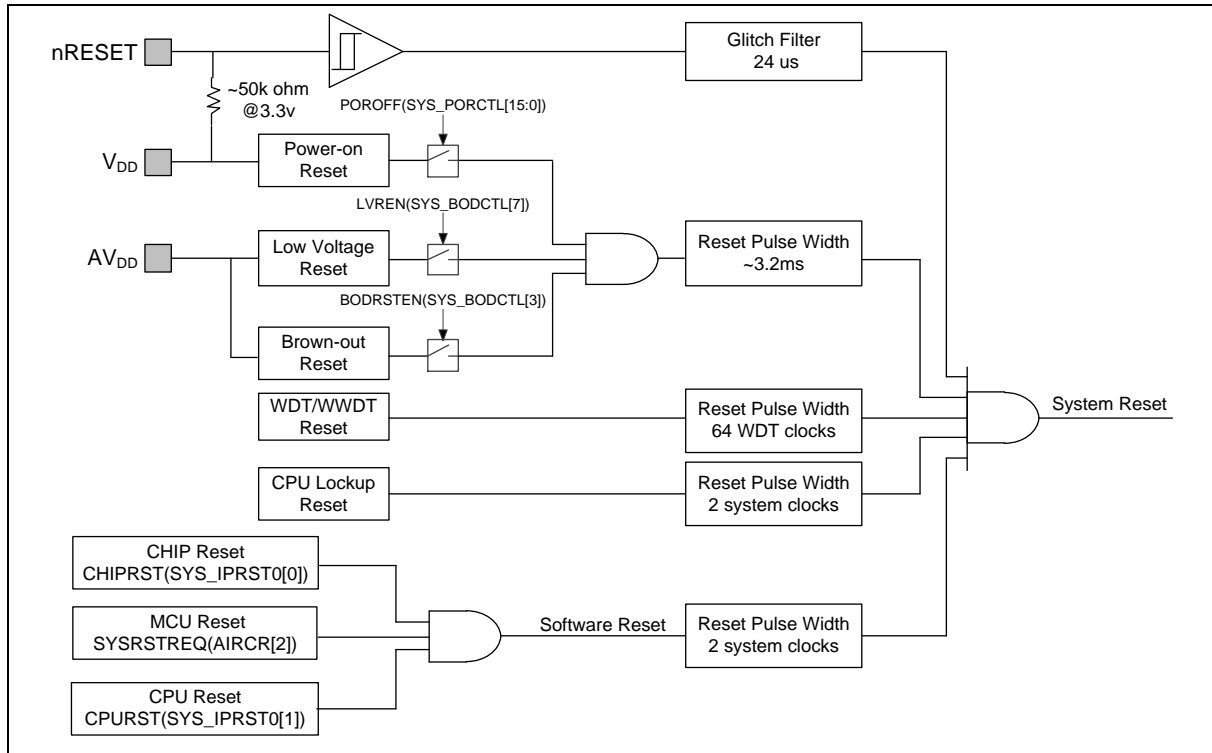 nRESET
Glitch Filter
24 us
~50k ohm
@3.3v
POROFF(SYS_PORCTL[15:0])
VDD
Power-on
Reset
LVREN(SYS_BODCTL[7])
AVDD
Low Voltage
Reset
Reset Pulse Width
~3.2ms
BODRSTEN(SYS_BODCTL[3])
Brown-out
Reset
WDT/WWDT
Reset
Reset Pulse Width
64 WDT clocks
System Reset
CPU Lockup
Reset
Reset Pulse Width
2 system clocks
CHIP Reset
CHIPRST(SYS_IPRST0[0])
MCU Reset
SYSRSTREQ(AIRCR[2])
Software Reset
Reset Pulse Width
2 system clocks
CPU Reset
CPURST(SYS_IPRST0[1])